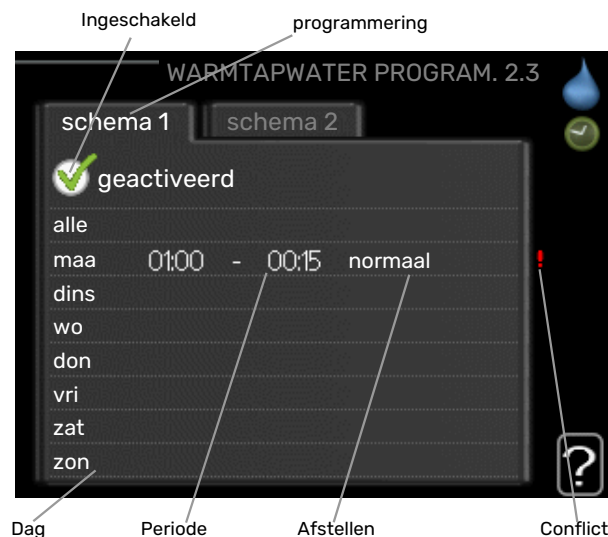 Ingeschakeld
programmering
WARMTAPWATER PROGRAM. 2.3
schema 1 schema 2
geactiveerd
alle
maa 01:00 - 00:15 normaal !
dins
wo
don
vri
zat
zon
?
Dag Periode Afstellen Conflict